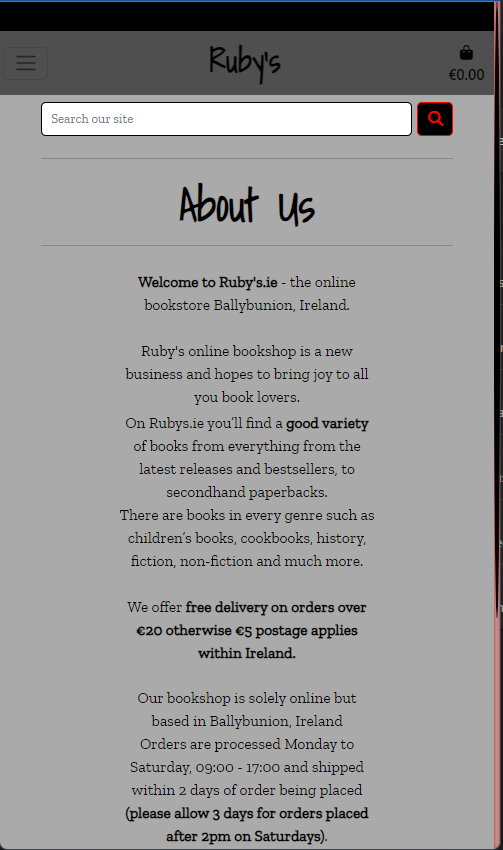 Ruby's
€0.00
Search our site
About Us
Welcome to Ruby's.ie - the online
bookstore Ballybunion, Ireland.
Ruby's online bookshop is a new
business and hopes to bring joy to all
you book lovers.
On Rubys.ie you'll find a good variety
of books from everything from the
latest releases and bestsellers, to
secondhand paperbacks.
There are books in every genre such as
children's books, cookbooks, history,
fiction, non-fiction and much more.
We offer free delivery on orders over
€20 otherwise €5 postage applies
within Ireland.
Our bookshop is solely online but
based in Ballybunion, Ireland
Orders are processed Monday to
Saturday, 09:00 - 17:00 and shipped
within 2 days of order being placed
(please allow 3 days for orders placed
after 2pm on Saturdays).